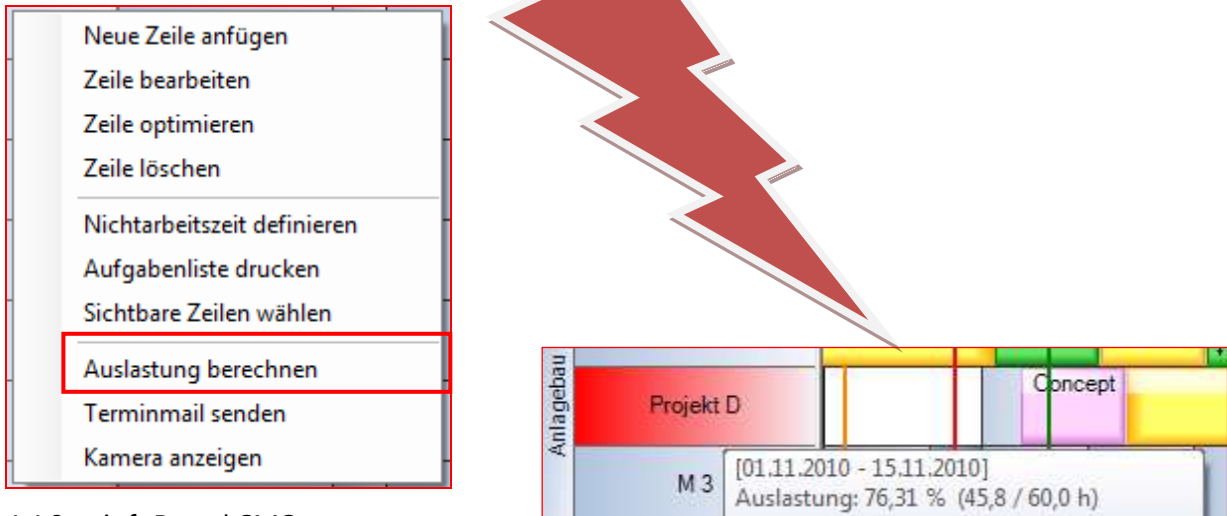 Neue Zeile anfügen
Zeile bearbeiten
Zeile optimieren
Zeile löschen
Nichtarbeitszeit definieren
Aufgabenliste drucken
Sichtbare Zeilen wählen
Auslastung berechnen
Terminmail senden
Kamera anzeigen
Anlagebau
Projekt D
Concept
M 3
[01.11.2010 - 15.11.2010]
Auslastung: 76,31 % (45,8 / 60,0 h)